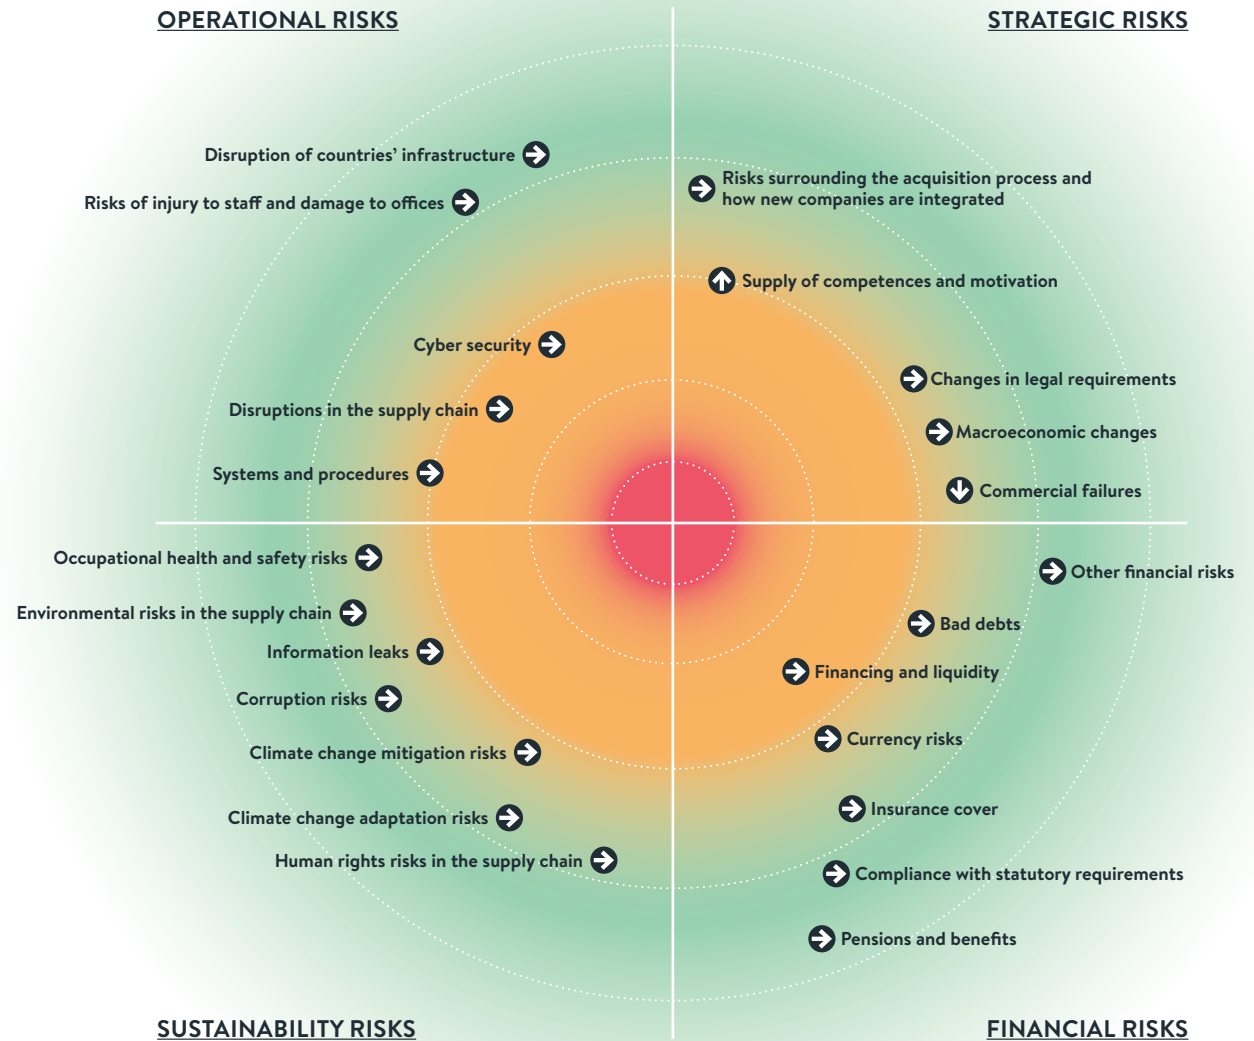 OPERATIONAL RISKS
STRATEGIC RISKS
Disruption of countries’ infrastructure
Risks of injury to staff and damage to offices
Cyber security
Disruptions in the supply chain
Systems and procedures
Risks surrounding the acquisition process and
how new companies are integrated
Supply of competences and motivation
Changes in legal requirements
Macroeconomic changes
Commercial failures
Occupational health and safety risks
Environmental risks in the supply chain
Information leaks
Corruption risks
Climate change mitigation risks
Climate change adaptation risks
Human rights risks in the supply chain
Other financial risks
Bad debts
Financing and liquidity
Currency risks
Insurance cover
Compliance with statutory requirements
Pensions and benefits
SUSTAINABILITY RISKS
FINANCIAL RISKS